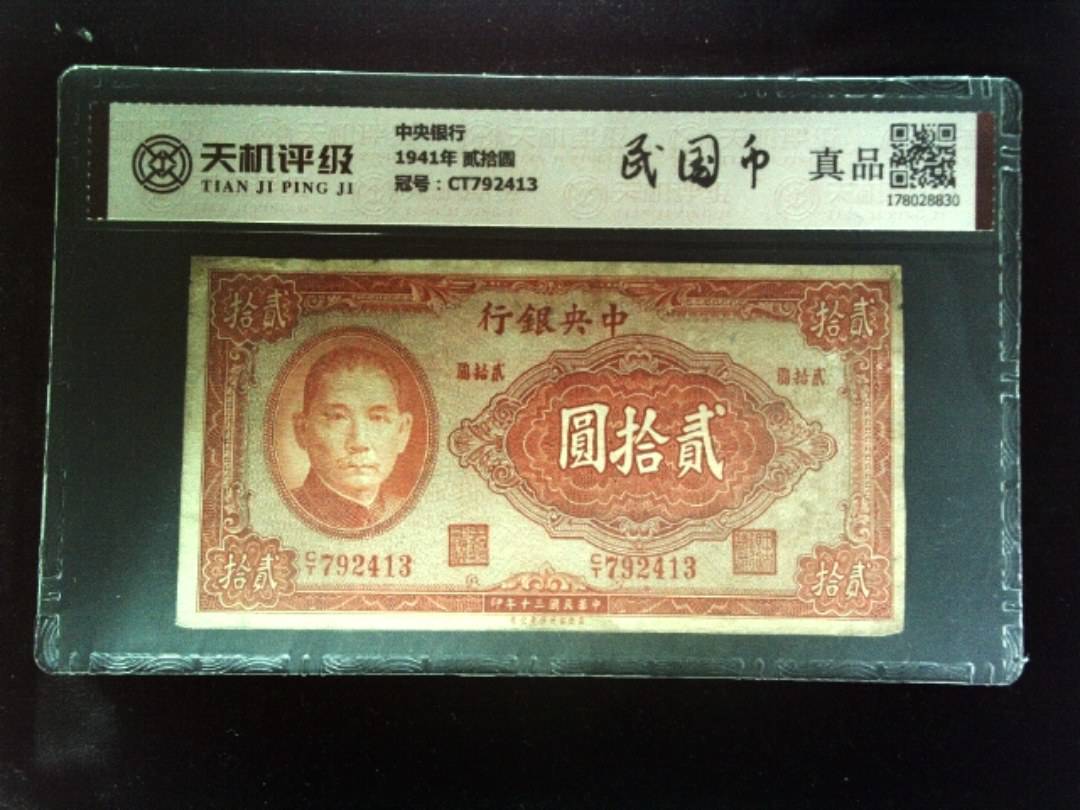 天机评级
TIAN JI PING JI
中央银行
1941年 贰拾圆
冠号：CT792413
民国币
真品
178028830
拾貳
行銀央中
拾貳
圓拾貳
圓拾貳
圓拾貳
C/T 792413
C/T 792413
拾貳
拾貳
印年十三國民華中